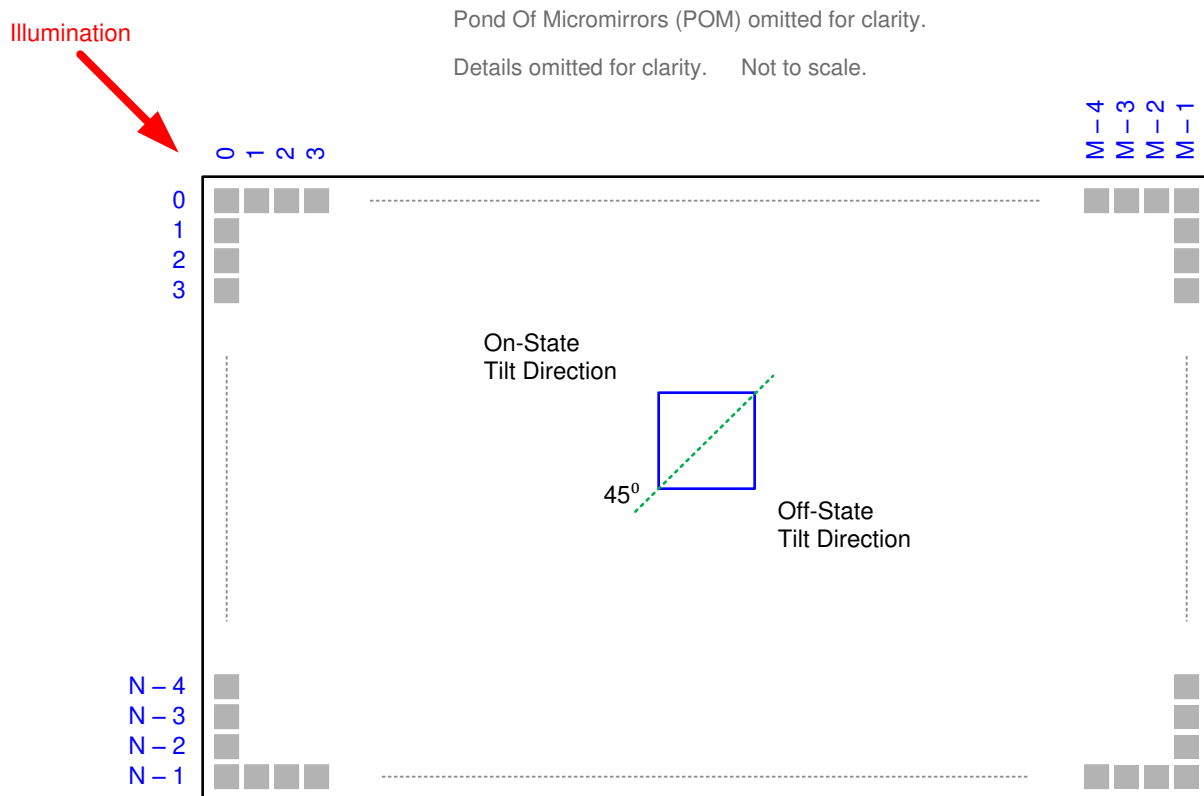 Pond Of Micromirrors (POM) omitted for clarity.
Illumination
Details omitted for clarity. Not to scale.
0 1 2 3 M – 4 M – 3 M – 2 M – 1
0
1
2
3
On-State
Tilt Direction
45⁰
Off-State
Tilt Direction
N – 4
N – 3
N – 2
N – 1